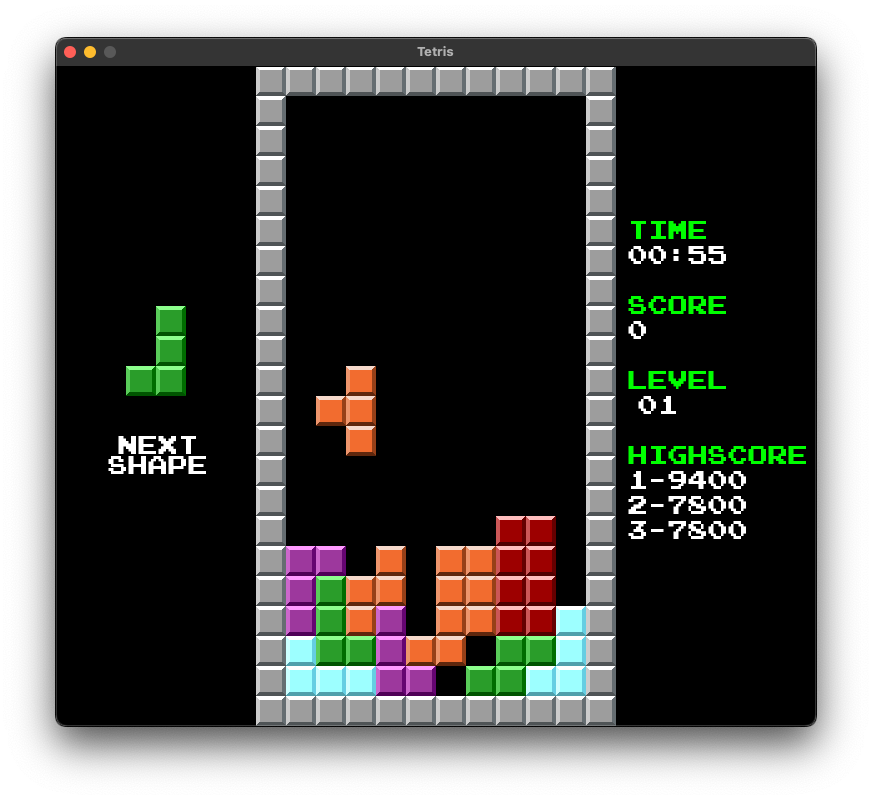 Tetris
NEXT
SHAPE
TIME
00:55
SCORE
0
LEVEL
01
HIGHSCORE
1-9400
2-7800
3-7800